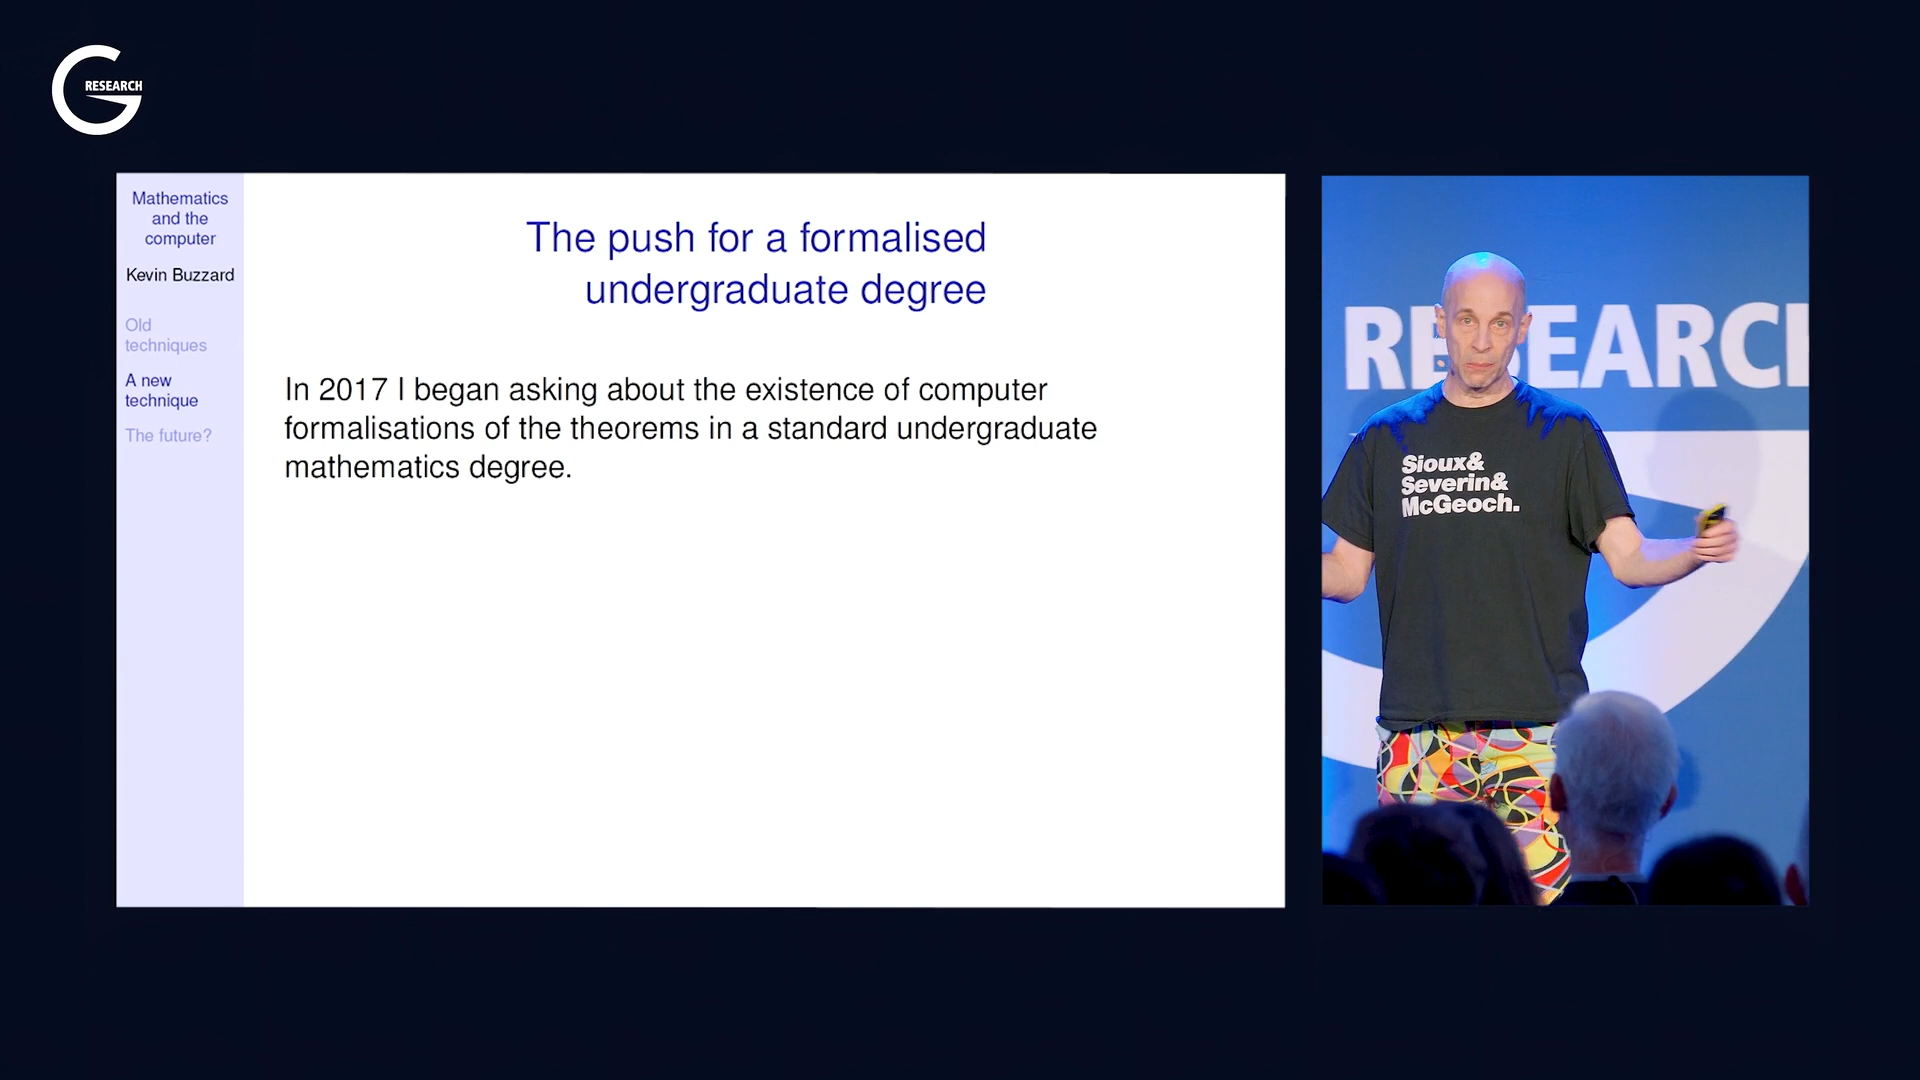 RESEARCH
Mathematics
and the
computer
Kevin Buzzard
Old
techniques
A new
technique
The future?
The push for a formalised
undergraduate degree
In 2017 I began asking about the existence of computer
formalisations of the theorems in a standard undergraduate
mathematics degree.
RESEARCH
Sioux&
Severin&
McGeoch.